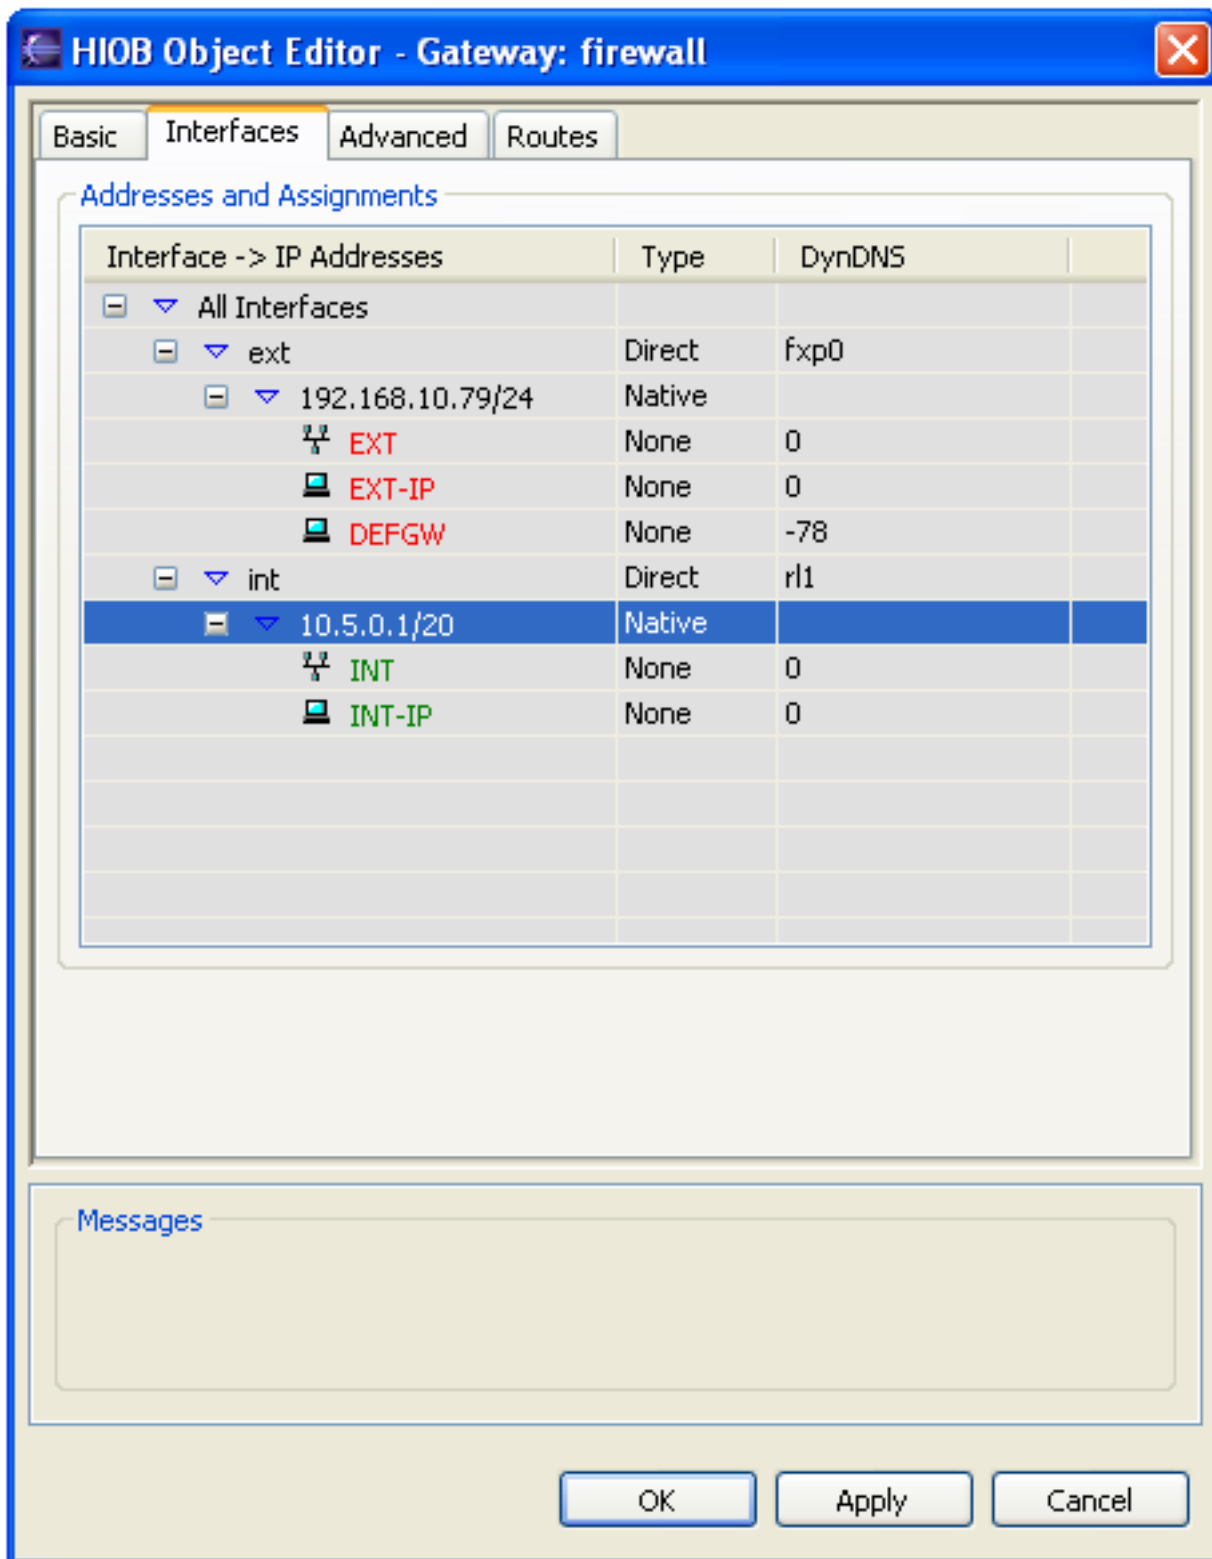 HIOB Object Editor - Gateway: firewall
Basic Interfaces Advanced Routes
Addresses and Assignments
Interface -> IP Addresses Type DynDNS
All Interfaces
ext Direct fxp0
192.168.10.79/24 Native
EXT None 0
EXT-IP None 0
DEFGW None -78
int Direct rl1
10.5.0.1/20 Native
INT None 0
INT-IP None 0
Messages
OK Apply Cancel